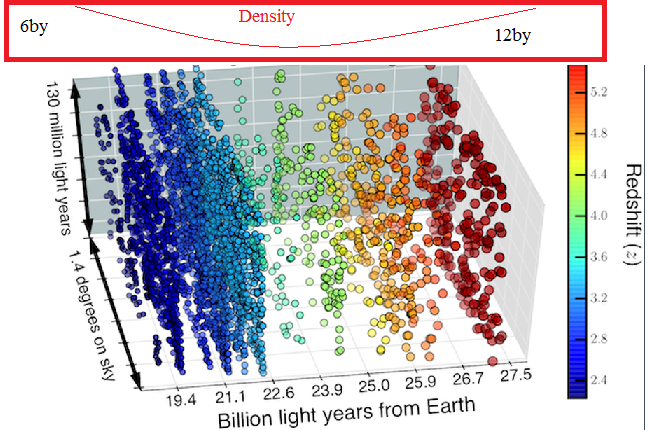 Density
6by
12by
130 million light years
1.4 degrees on sky
19.4 21.1 22.6 23.9 25.0 25.9 26.7 27.5
Billion light years from Earth
5.2
4.8
4.4
4.0
3.6
3.2
2.8
2.4
Redshift (z)